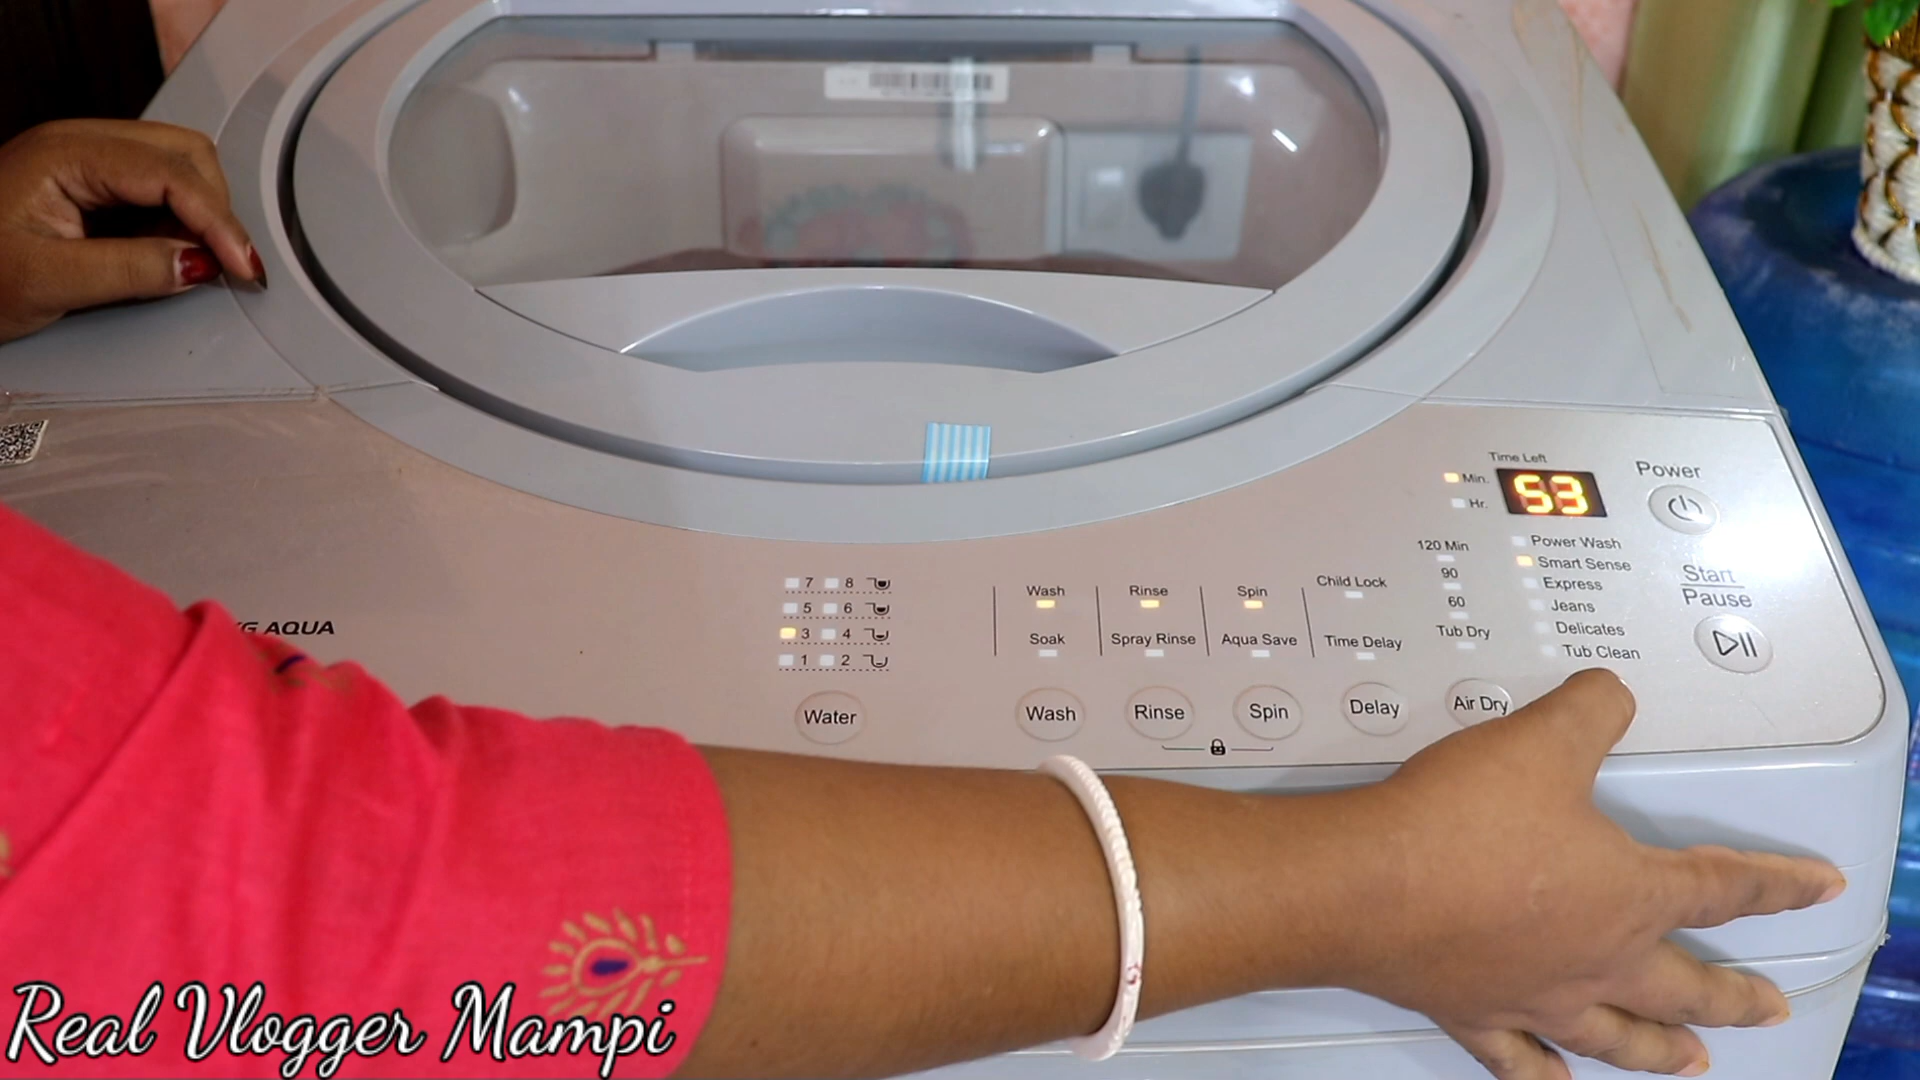 Time Left
Min.
Hr.
53
Power
Power Wash
Smart Sense
Express
Jeans
Delicates
Tub Clean
Start
Pause
120 Min
90
60
Tub Dry
7 8
5 6
3 4
1 2
Water
Wash
Soak
Rinse
Spray Rinse
Spin
Aqua Save
Child Lock
Time Delay
Wash
Rinse
Spin
Delay
Air Dry
AQUA
Real Vlogger Mampi